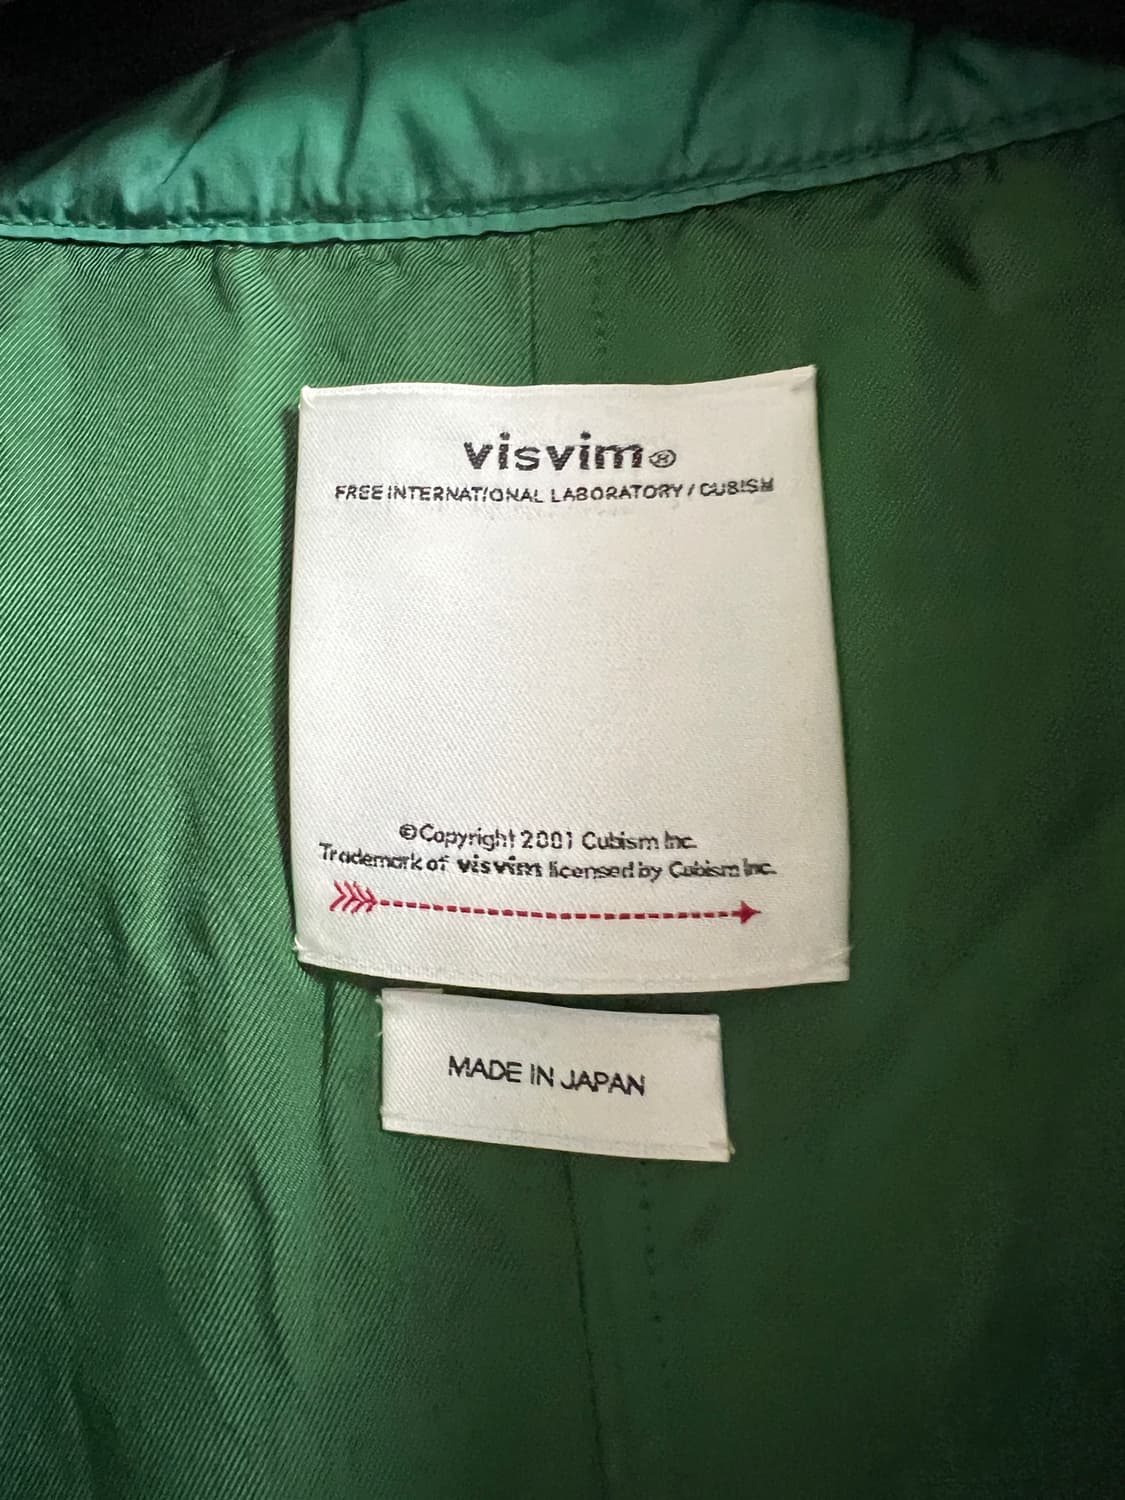 visvim®
FREE INTERNATIONAL LABORATORY / CUBISM
©Copyright 2001 Cubism Inc.
Trademark of visvim licensed by Cubism Inc.
MADE IN JAPAN